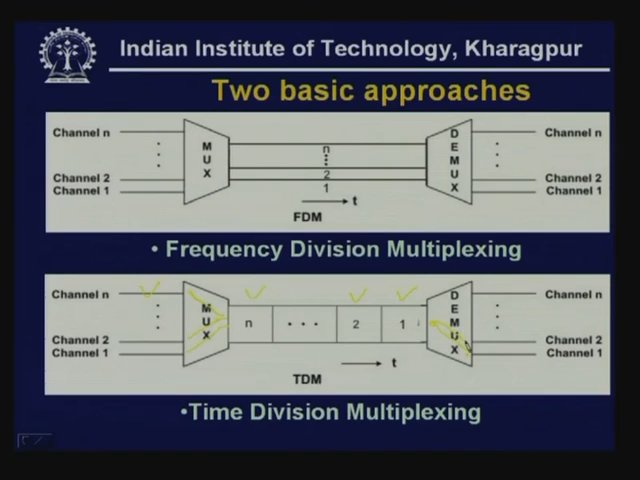 Indian Institute of Technology, Kharagpur
Two basic approaches
Channel n
Channel 2
Channel 1
MUX
n
2
1
t
FDM
DEMUX
Channel n
Channel 2
Channel 1
• Frequency Division Multiplexing
Channel n
Channel 2
Channel 1
MUX
n
2
1
t
TDM
DEMUX
Channel n
Channel 2
Channel 1
•Time Division Multiplexing